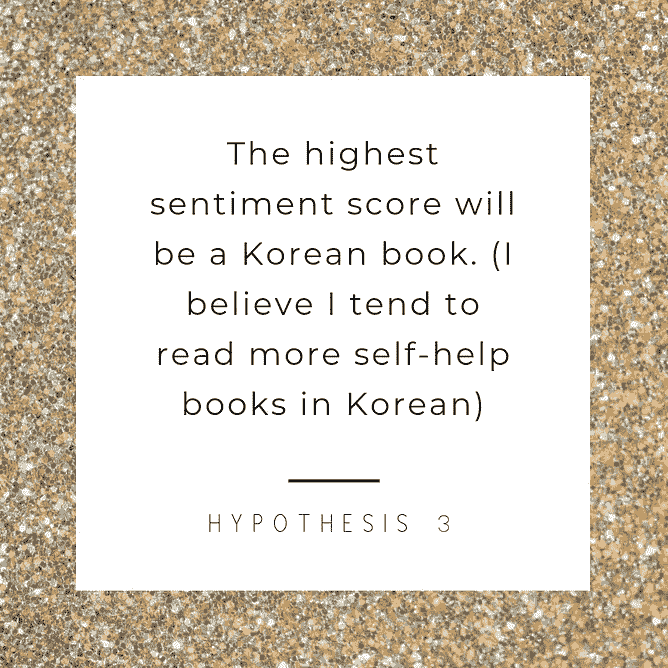 The highest
sentiment score will
be a Korean book. (I
believe I tend to
read more self-help
books in Korean)
HYPOTHESIS 3